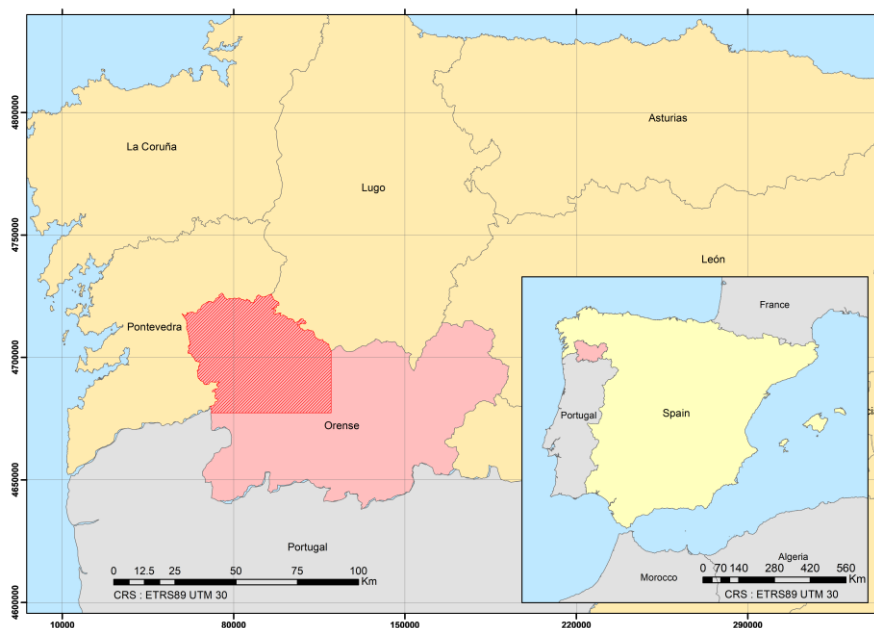 4800000
4750000
4700000
4650000
4600000
La Coruña
Lugo
Asturias
León
Pontevedra
Orense
Portugal
0 12.5 25 50 75 100
Km
CRS : ETRS89 UTM 30
France
Portugal
Spain
Morocco
Algeria
0 70 140 280 420 560
Km
CRS : ETRS89 UTM 30
10000 80000 150000 220000 290000